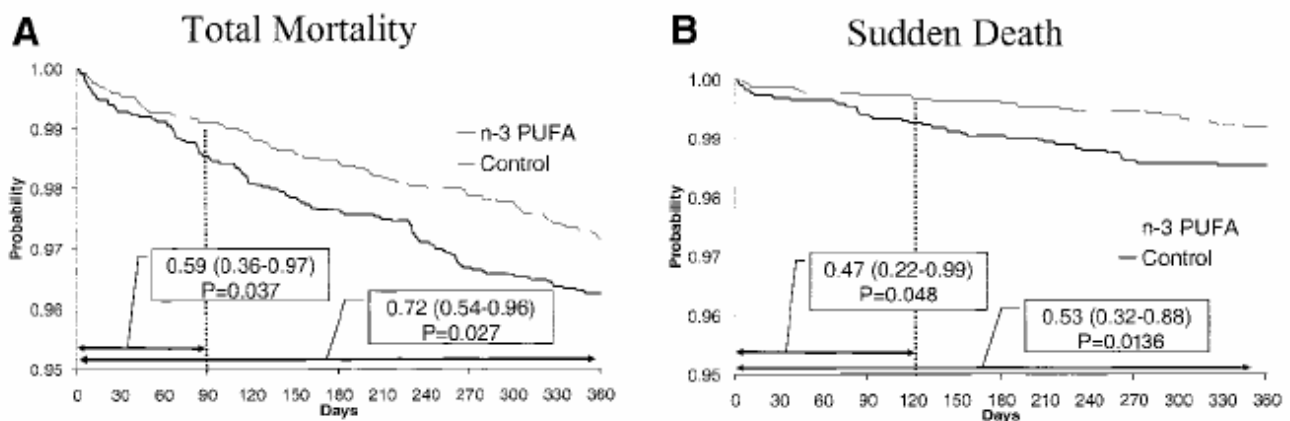 A Total Mortality
1.00
0.99
0.98
0.97
0.96
0.95
Probability
n-3 PUFA
Control
0.59 (0.36-0.97)
P=0.037
0.72 (0.54-0.96)
P=0.027
0 30 60 90 120 150 180 210 240 270 300 330 360
Days
B Sudden Death
1.00
0.99
0.98
0.97
0.96
0.95
Probability
n-3 PUFA
Control
0.47 (0.22-0.99)
P=0.048
0.53 (0.32-0.88)
P=0.0136
0 30 60 90 120 150 180 210 240 270 300 330 360
Days